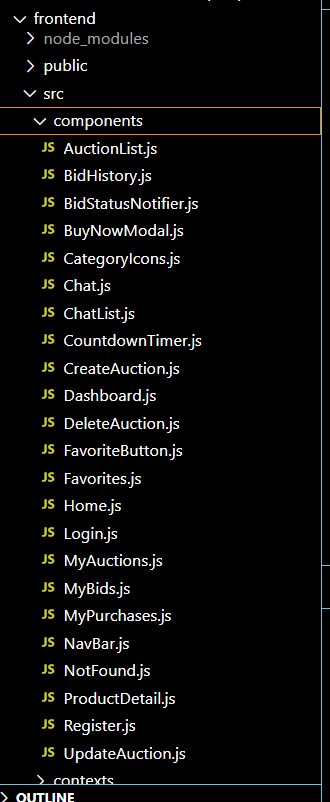 frontend
node_modules
public
src
components
JS AuctionList.js
JS BidHistory.js
JS BidStatusNotifier.js
JS BuyNowModal.js
JS CategoryIcons.js
JS Chat.js
JS ChatList.js
JS CountdownTimer.js
JS CreateAuction.js
JS Dashboard.js
JS DeleteAuction.js
JS FavoriteButton.js
JS Favorites.js
JS Home.js
JS Login.js
JS MyAuctions.js
JS MyBids.js
JS MyPurchases.js
JS NavBar.js
JS NotFound.js
JS ProductDetail.js
JS Register.js
JS UpdateAuction.js
contexts
OUTLINE